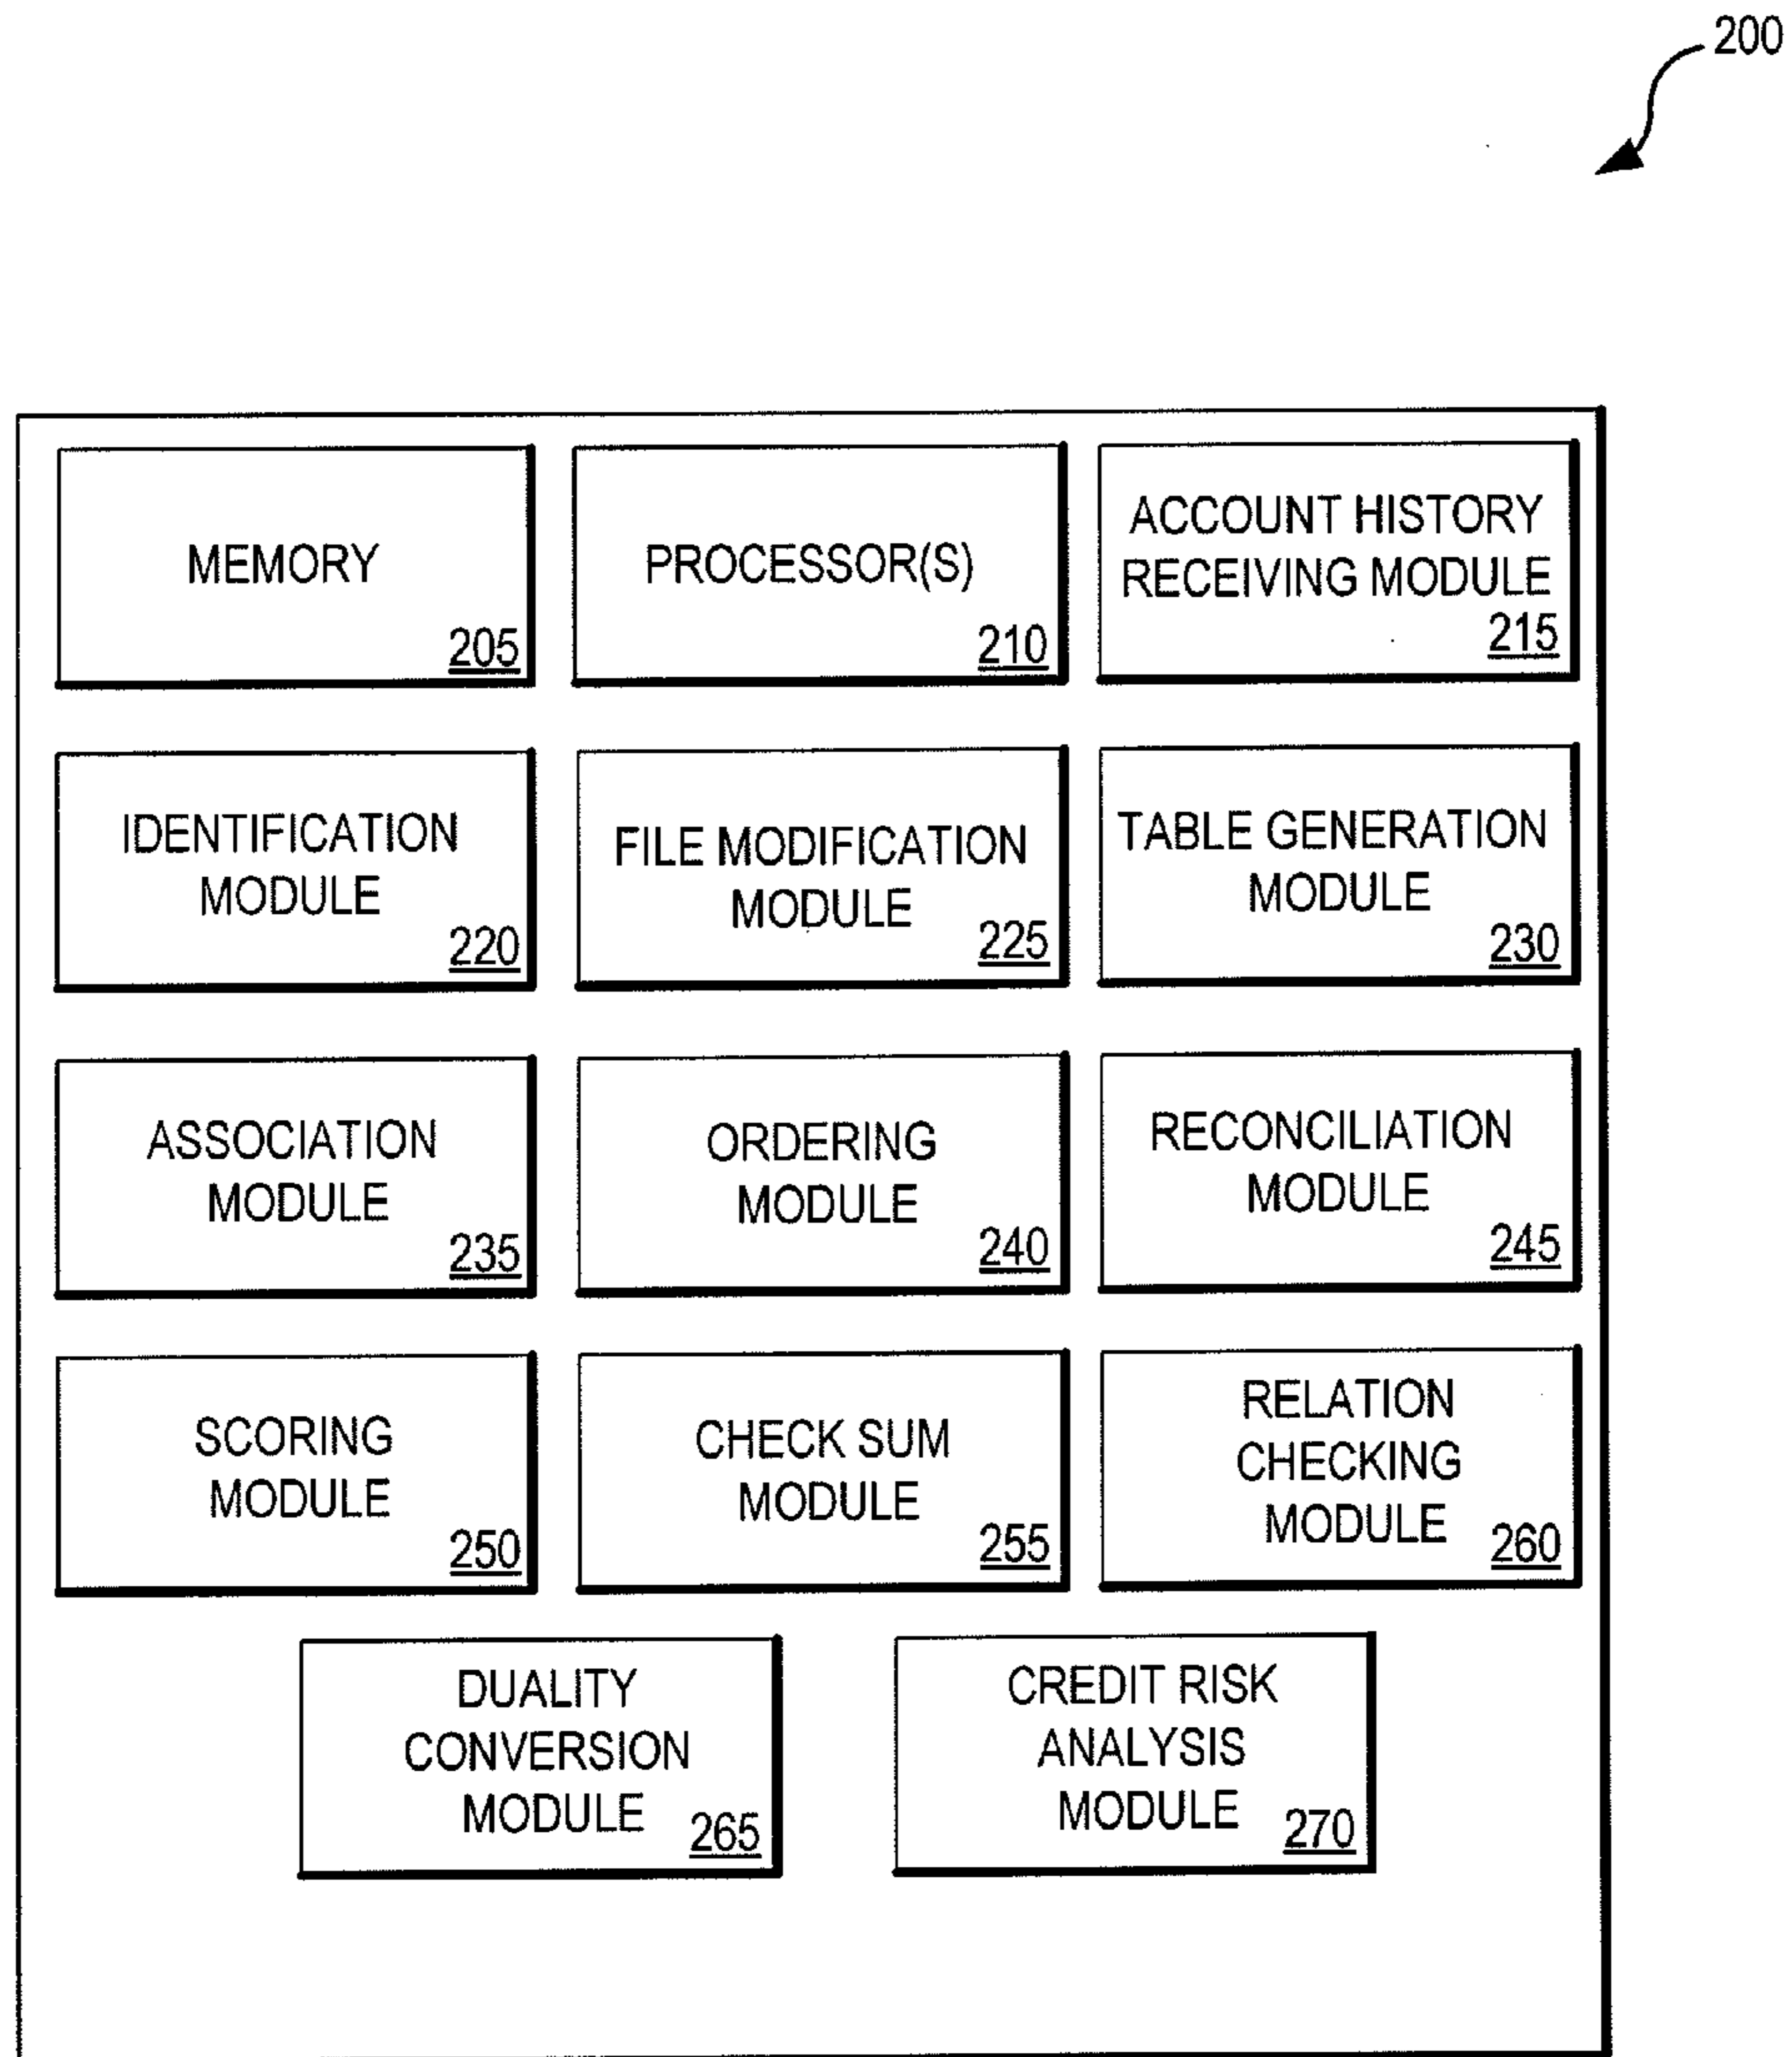 200
MEMORY
205
PROCESSOR(S)
210
ACCOUNT HISTORY
RECEIVING MODULE
215
IDENTIFICATION
MODULE
220
FILE MODIFICATION
MODULE
225
TABLE GENERATION
MODULE
230
ASSOCIATION
MODULE
235
ORDERING
MODULE
240
RECONCILIATION
MODULE
245
SCORING
MODULE
250
CHECK SUM
MODULE
255
RELATION
CHECKING
MODULE
260
DUALITY
CONVERSION
MODULE
265
CREDIT RISK
ANALYSIS
MODULE
270